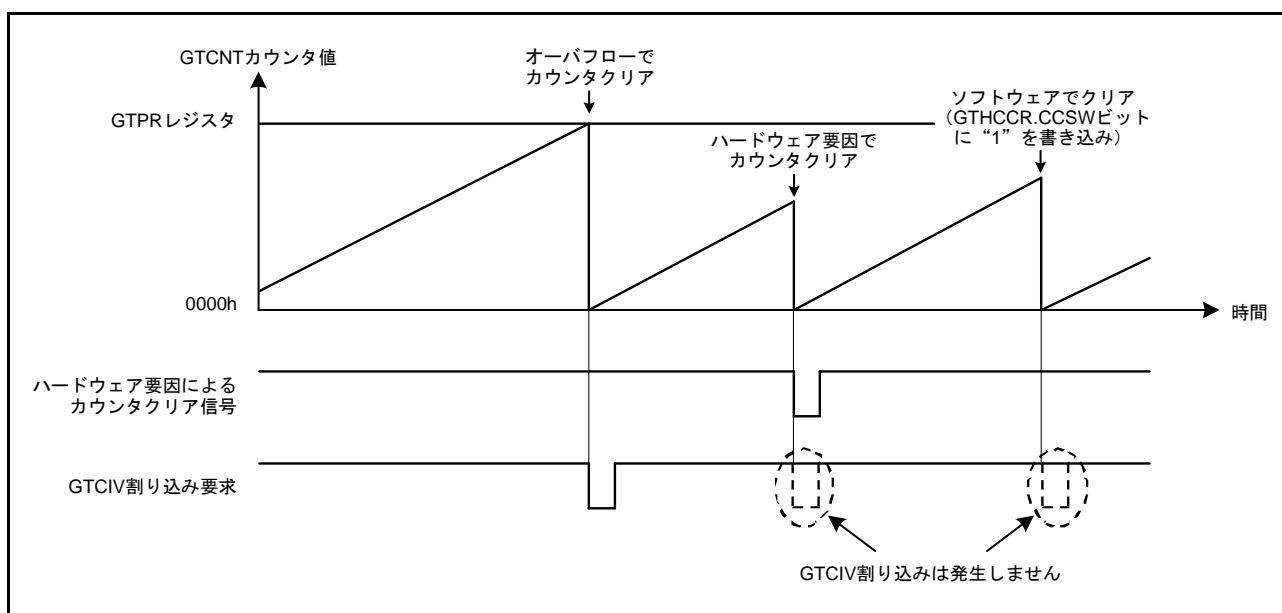 GTCNTカウンタ値
オーバフローで
カウンタクリア
GTPRレジスタ
ハードウェア要因で
カウンタクリア
ソフトウェアでクリア
（GTHCCR.CCSWビット
に“1”を書き込み）
0000h
時間
ハードウェア要因による
カウンタクリア信号
GTCIV割り込み要求
GTCIV割り込みは発生しません